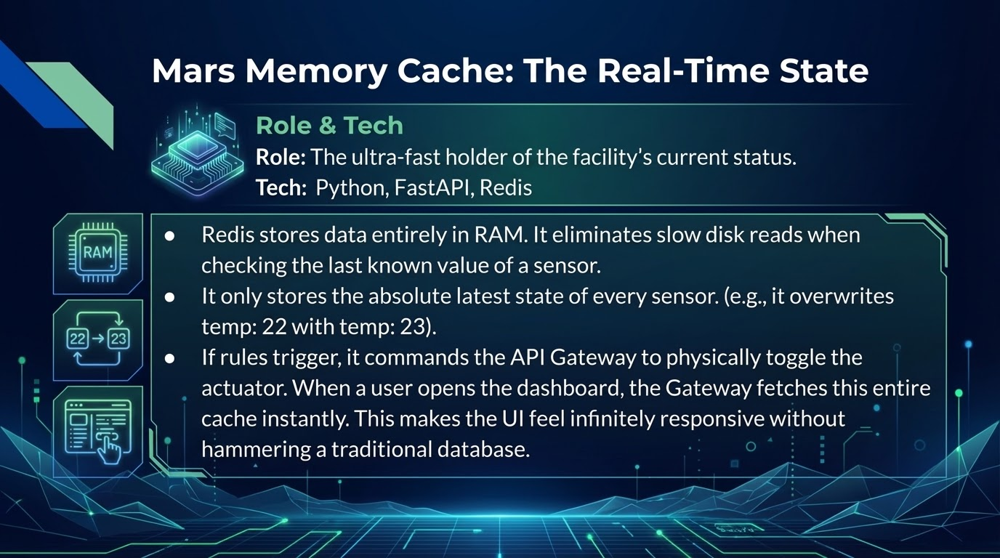 Mars Memory Cache: The Real-Time State
Role & Tech
Role: The ultra-fast holder of the facility’s current status.
Tech: Python, FastAPI, Redis
RAM
● Redis stores data entirely in RAM. It eliminates slow disk reads when
checking the last known value of a sensor.
22 → 23
● It only stores the absolute latest state of every sensor. (e.g., it overwrites
temp: 22 with temp: 23).
● If rules trigger, it commands the API Gateway to physically toggle the
actuator. When a user opens the dashboard, the Gateway fetches this entire
cache instantly. This makes the UI feel infinitely responsive without
hammering a traditional database.